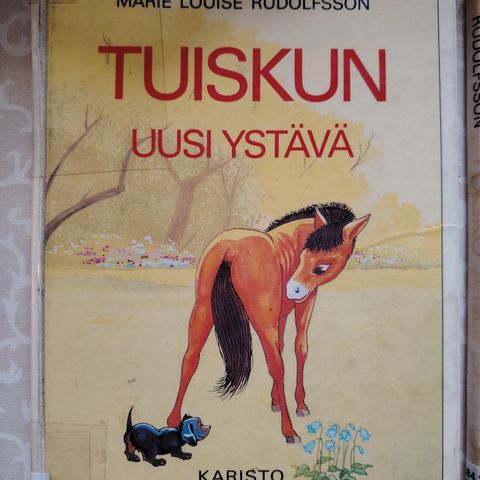 MARIE LOUISE RUDOLFSSON
TUISKUN
UUSI YSTÄVÄ
KARISTO
RUDOLFSSON